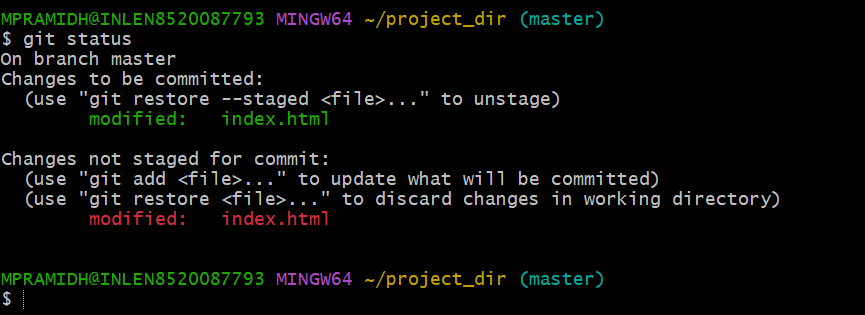 MPRAMIDH@INLEN8520087793 MINGW64 ~/project_dir (master)
$ git status
On branch master
Changes to be committed:
  (use "git restore --staged <file>..." to unstage)
        modified:   index.html

Changes not staged for commit:
  (use "git add <file>..." to update what will be committed)
  (use "git restore <file>..." to discard changes in working directory)
        modified:   index.html

MPRAMIDH@INLEN8520087793 MINGW64 ~/project_dir (master)
$